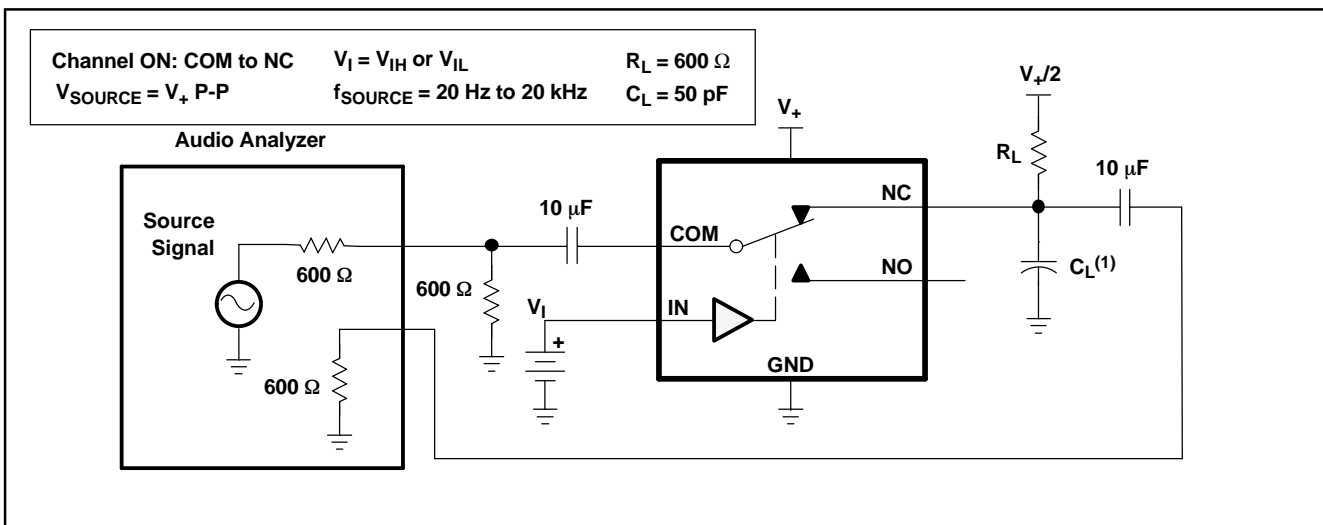 Channel ON: COM to NC V_I = V_IH or V_IL R_L = 600 Ω
V_SOURCE = V_+ P-P f_SOURCE = 20 Hz to 20 kHz C_L = 50 pF
Audio Analyzer
Source
Signal
600 Ω
600 Ω
600 Ω
10 μF
V_I
+
V_+
COM
IN
NC
NO
GND
V_+/2
R_L
10 μF
C_L(1)